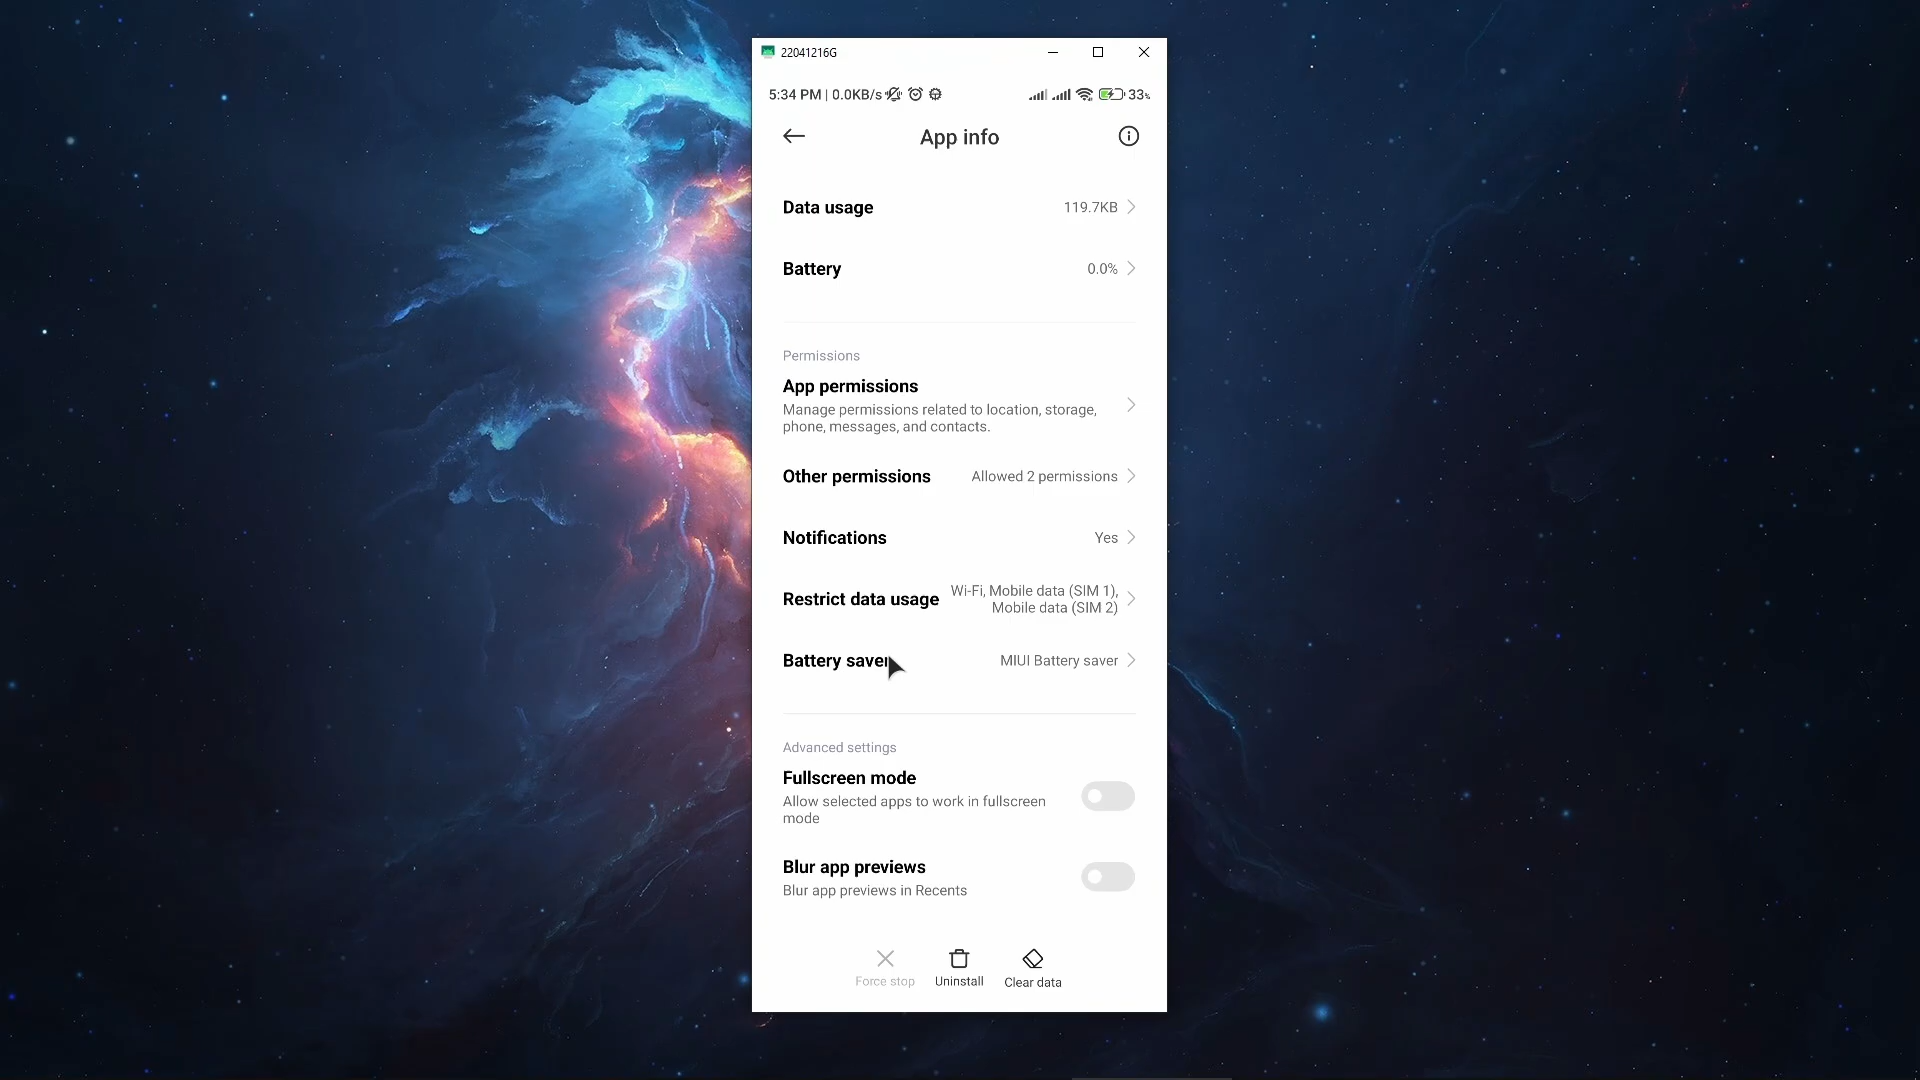 22041216G
5:34 PM | 0.0KB/s 33%
App info
Data usage 119.7KB
Battery 0.0%
Permissions
App permissions
Manage permissions related to location, storage,
phone, messages, and contacts.
Other permissions Allowed 2 permissions
Notifications Yes
Restrict data usage Wi-Fi, Mobile data (SIM 1),
Mobile data (SIM 2)
Battery saver MIUI Battery saver
Advanced settings
Fullscreen mode
Allow selected apps to work in fullscreen
mode
Blur app previews
Blur app previews in Recents
Force stop Uninstall Clear data